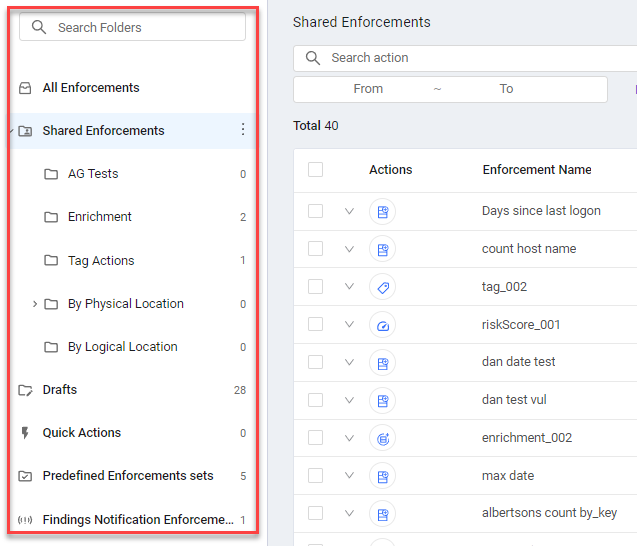 Search Folders
All Enforcements
Shared Enforcements
AG Tests 0
Enrichment 2
Tag Actions 1
By Physical Location 0
By Logical Location 0
Drafts 28
Quick Actions 0
Predefined Enforcements sets 5
Findings Notification Enforceme... 1
Shared Enforcements
Search action
From ~ To
Total 40
Actions Enforcement Name
Days since last logon
count host name
tag_002
riskScore_001
dan date test
dan test vul
enrichment_002
max date
albertsons count by_key